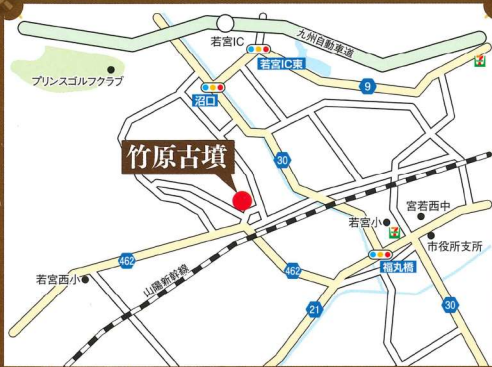 若宮IC
九州自動車道
若宮IC東
プリンスゴルフクラブ
沼口
9
7
竹原古墳
30
若宮小
宮若西中
7
市役所支所
福丸橋
462
462
若宮西小
山陽新幹線
21
30